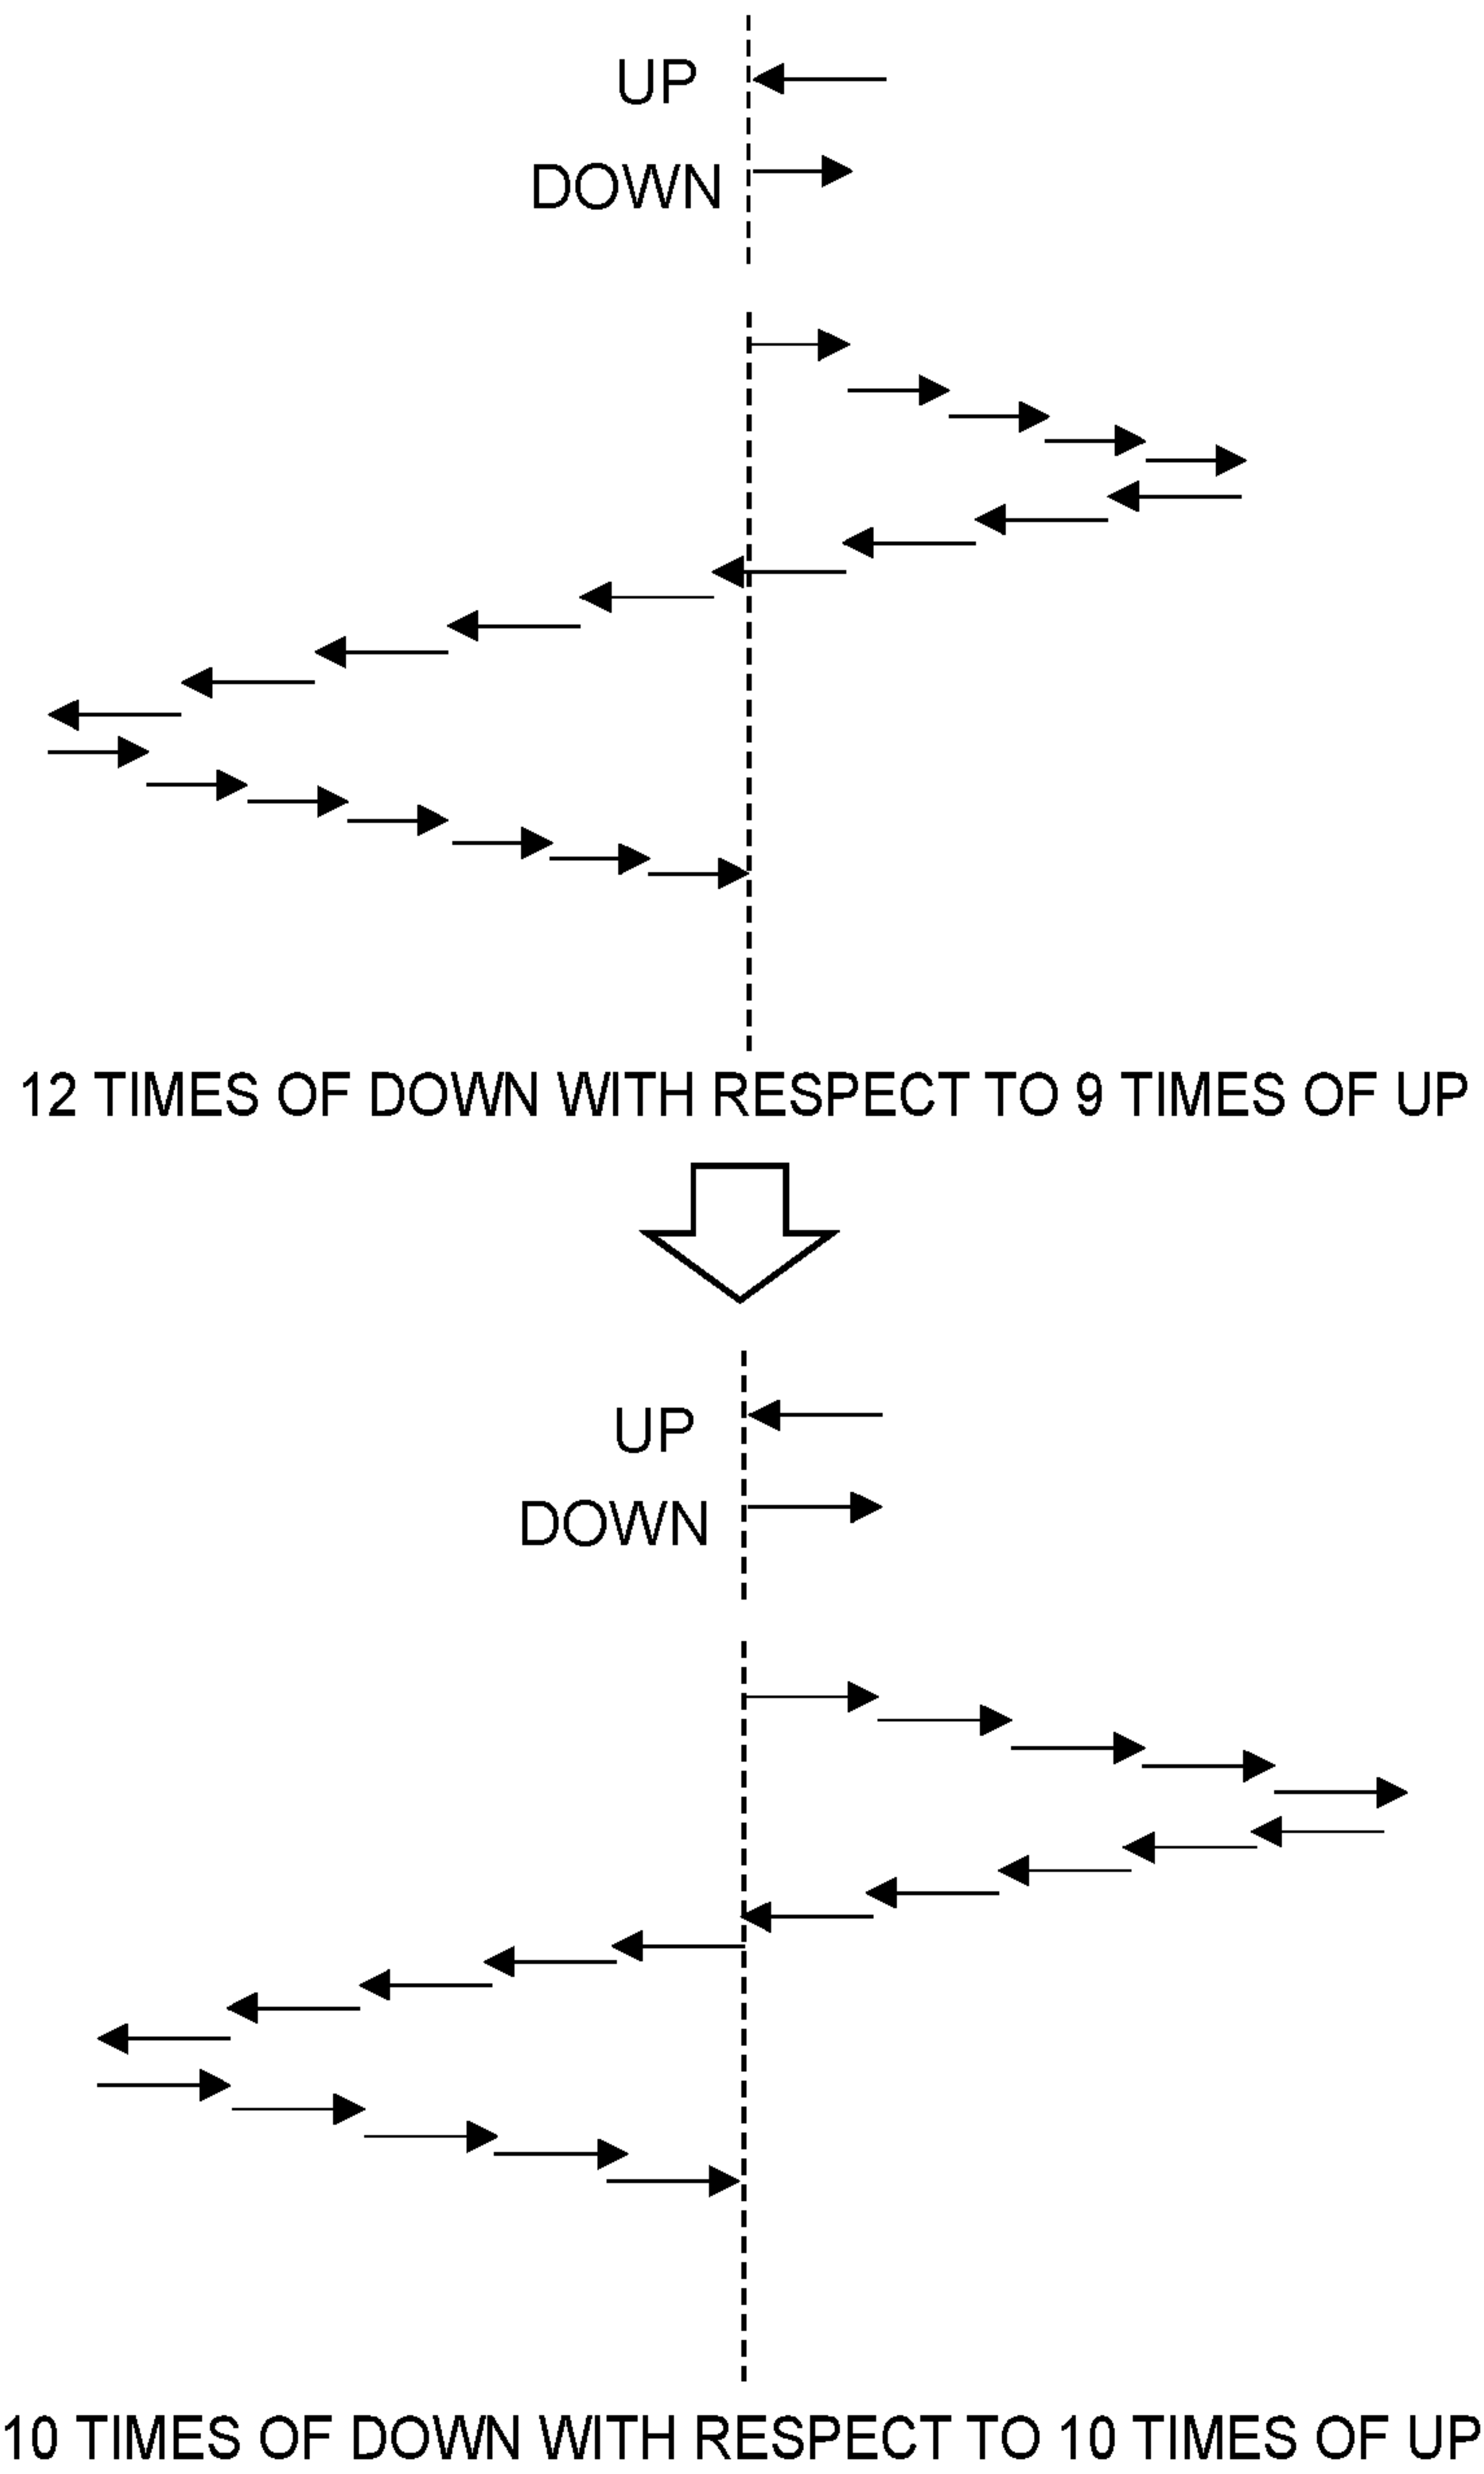 UP
DOWN
12 TIMES OF DOWN WITH RESPECT TO 9 TIMES OF UP
UP
DOWN
10 TIMES OF DOWN WITH RESPECT TO 10 TIMES OF UP